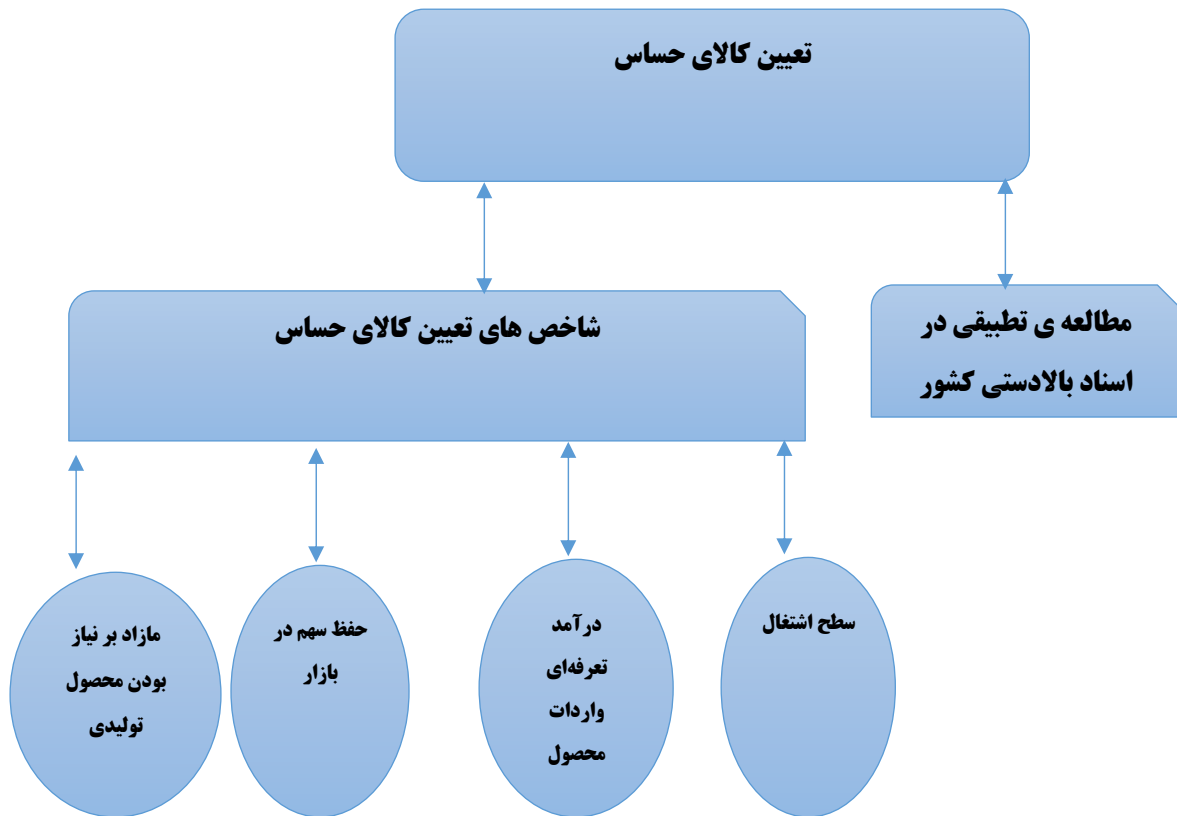 تعیین کالای حساس
شاخص های تعیین کالای حساس
مطالعه ی تطبیقی در
اسناد بالادستی کشور
سطح اشتغال
درآمد
تعرفه‌ای
واردات
محصول
حفظ سهم در
بازار
مازاد بر نیاز
بودن محصول
تولیدی